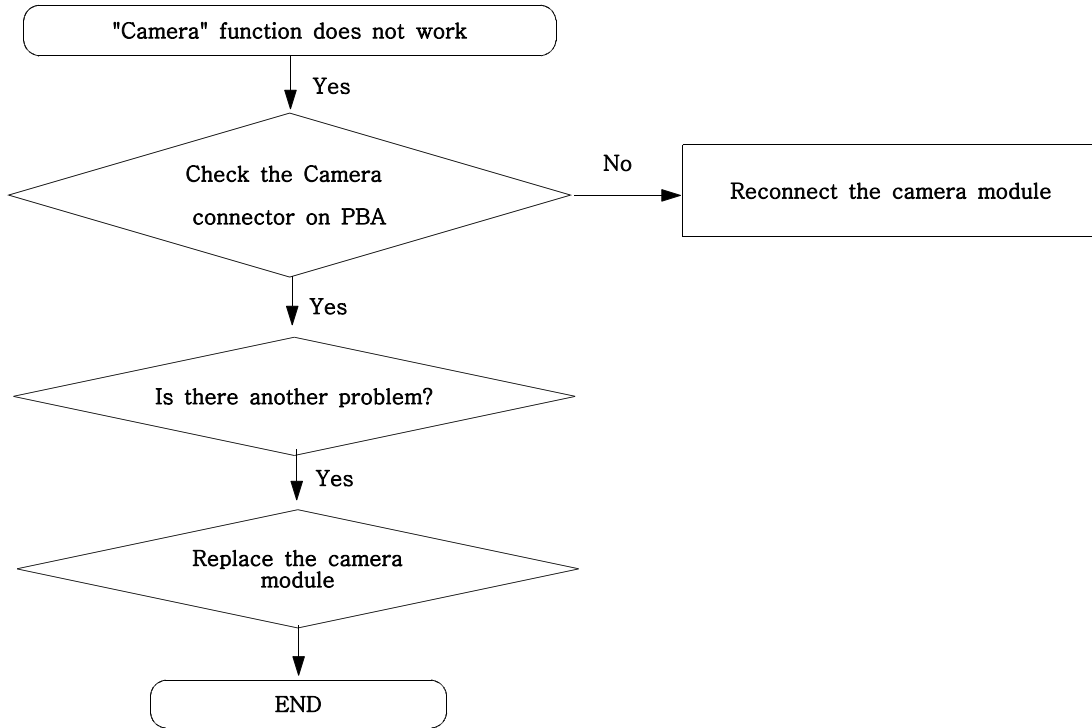 "Camera" function does not work
Yes
Check the Camera
connector on PBA
No
Reconnect the camera module
Yes
Is there another problem?
Yes
Replace the camera
module
END